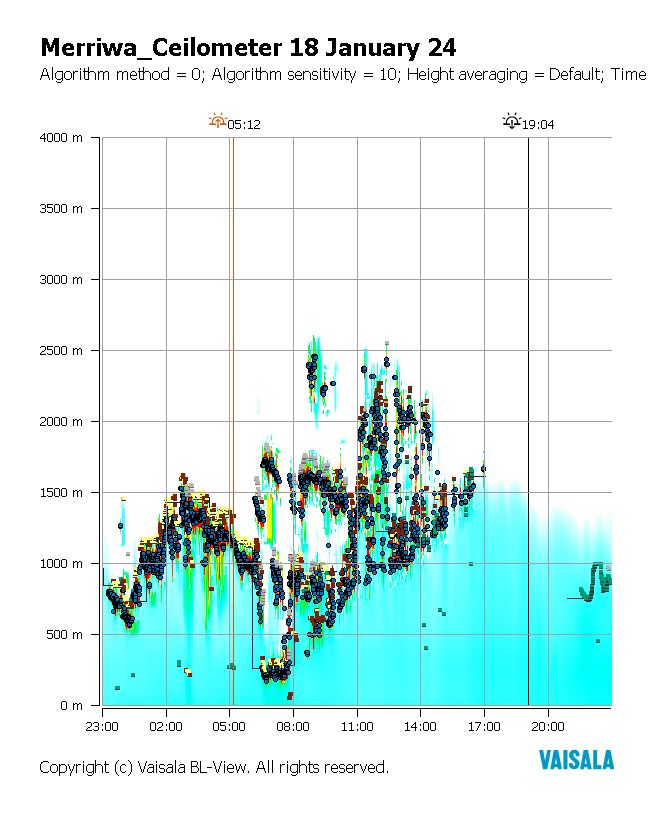 Merriwa_Ceilometer 18 January 24
Algorithm method = 0; Algorithm sensitivity = 10; Height averaging = Default; Time
05:12
19:04
4000 m
3500 m
3000 m
2500 m
2000 m
1500 m
1000 m
500 m
0 m
23:00 02:00 05:00 08:00 11:00 14:00 17:00 20:00
VAISALA
Copyright (c) Vaisala BL-View. All rights reserved.